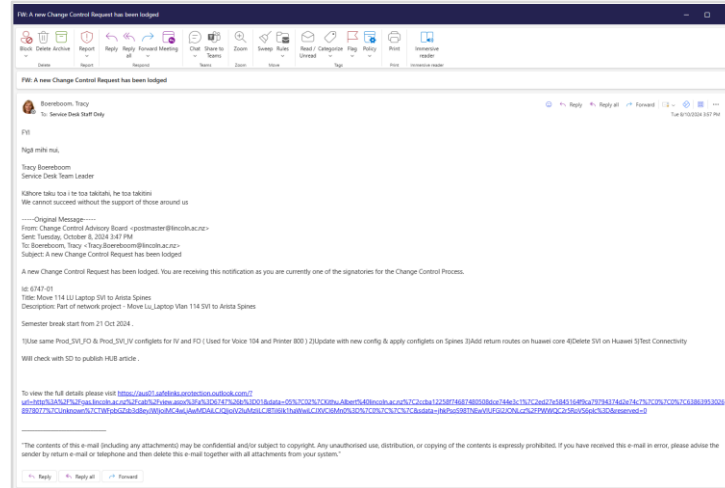 FW: A new Change Control Request has been lodged
Block Delete Archive Report Reply Reply all Forward Meeting Chat Share to Teams Zoom Sweep Rules Read / Unread Categorize Flag Policy Print Immersive reader
Delete Report Respond Teams Zoom Move Tags Print Immersive reader
FW: A new Change Control Request has been lodged
Boereboom, Tracy
Reply Reply all Forward
To: Service Desk Staff Only
Tue 8/10/2024 3:57 PM
FYI
Ngā mihi nui,
Tracy Boereboom
Service Desk Team Leader
Kāhore taku toa i te toa takitahi, he toa takitini
We cannot succeed without the support of those around us
-----Original Message-----
From: Change Control Advisory Board <postmaster@lincoln.ac.nz>
Sent: Tuesday, October 8, 2024 3:47 PM
To: Boereboom, Tracy <Tracy.Boereboom@lincoln.ac.nz>
Subject: A new Change Control Request has been lodged
A new Change Control Request has been lodged. You are receiving this notification as you are currently one of the signatories for the Change Control Process.
Id: 6747-01
Title: Move 114 LU Laptop SVI to Arista Spines
Description: Part of network project - Move Lu_Laptop Vlan 114 SVI to Arista Spines
Semester break start from 21 Oct 2024 .
1)Use same Prod_SVI_FO & Prod_SVI_IV configlets for IV and FO ( Used for Voice 104 and Printer 800 ) 2)Update with new config & apply configlets on Spines 3)Add return routes on huawei core 4)Delete SVI on Huawei 5)Test Connectivity
Will check with SD to publish HUB article .
To view the full details please visit https://aus01.safelinks.protection.outlook.com/?
"The contents of this e-mail (including any attachments) may be confidential and/or subject to copyright. Any unauthorised use, distribution, or copying of the contents is expressly prohibited. If you have received this e-mail in error, please advise the
sender by return e-mail or telephone and then delete this e-mail together with all attachments from your system."
Reply Reply all Forward